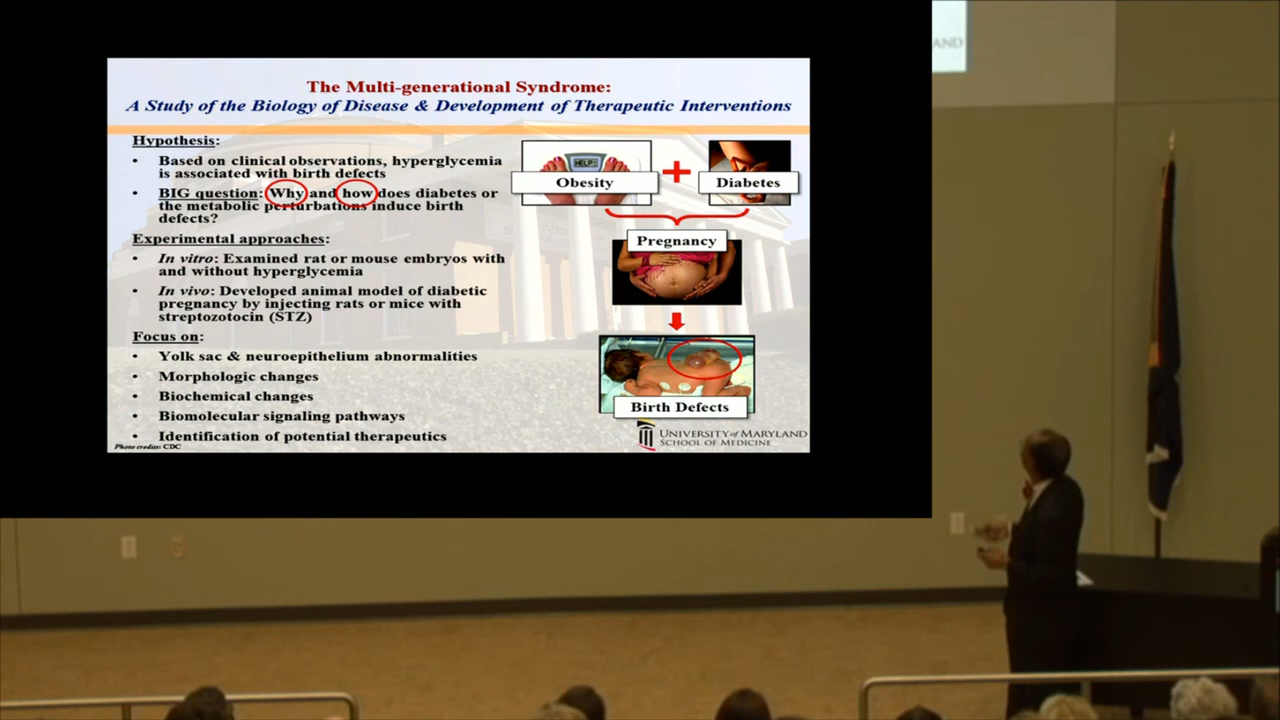 The Multi-generational Syndrome:
A Study of the Biology of Disease & Development of Therapeutic Interventions
Hypothesis:
• Based on clinical observations, hyperglycemia
is associated with birth defects
• BIG question: Why and how does diabetes or
the metabolic perturbations induce birth
defects?
Experimental approaches:
• In vitro: Examined rat or mouse embryos with
and without hyperglycemia
• In vivo: Developed animal model of diabetic
pregnancy by injecting rats or mice with
streptozotocin (STZ)
Focus on:
• Yolk sac & neuroepithelium abnormalities
• Morphologic changes
• Biochemical changes
• Biomolecular signaling pathways
• Identification of potential therapeutics
Photo credits: CDC
HELP!
Obesity
+
Diabetes
Pregnancy
Birth Defects
UNIVERSITY of MARYLAND
SCHOOL OF MEDICINE
AND